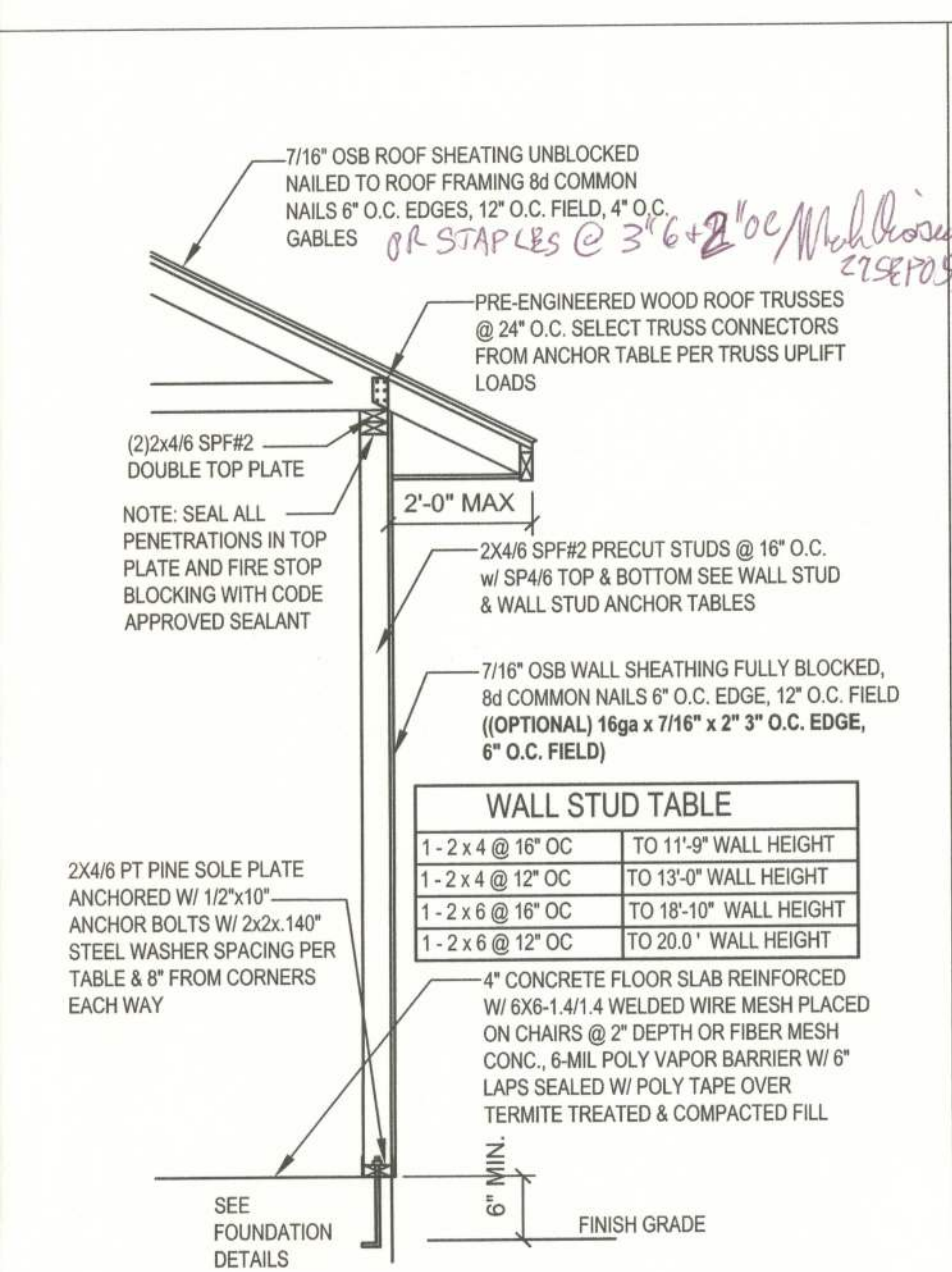 7/16" OSB ROOF SHEATING UNBLOCKED
NAILED TO ROOF FRAMING 8d COMMON
NAILS 6" O.C. EDGES, 12" O.C. FIELD, 4" O.C.
GABLES
OR STAPLES @ 3" 6 + 2" OC
PRE-ENGINEERED WOOD ROOF TRUSSES
@ 24" O.C. SELECT TRUSS CONNECTORS
FROM ANCHOR TABLE PER TRUSS UPLIFT
LOADS
(2)2x4/6 SPF#2
DOUBLE TOP PLATE
NOTE: SEAL ALL
PENETRATIONS IN TOP
PLATE AND FIRE STOP
BLOCKING WITH CODE
APPROVED SEALANT
2'-0" MAX
2X4/6 SPF#2 PRECUT STUDS @ 16" O.C.
w/ SP4/6 TOP & BOTTOM SEE WALL STUD
& WALL STUD ANCHOR TABLES
7/16" OSB WALL SHEATHING FULLY BLOCKED,
8d COMMON NAILS 6" O.C. EDGE, 12" O.C. FIELD
((OPTIONAL) 16ga x 7/16" x 2" 3" O.C. EDGE,
6" O.C. FIELD)
WALL STUD TABLE
1 - 2 x 4 @ 16" OC TO 11'-9" WALL HEIGHT
1 - 2 x 4 @ 12" OC TO 13'-0" WALL HEIGHT
1 - 2 x 6 @ 16" OC TO 18'-10" WALL HEIGHT
1 - 2 x 6 @ 12" OC TO 20.0 ' WALL HEIGHT
2X4/6 PT PINE SOLE PLATE
ANCHORED W/ 1/2"x10"
ANCHOR BOLTS W/ 2x2x.140"
STEEL WASHER SPACING PER
TABLE & 8" FROM CORNERS
EACH WAY
4" CONCRETE FLOOR SLAB REINFORCED
W/ 6X6-1.4/1.4 WELDED WIRE MESH PLACED
ON CHAIRS @ 2" DEPTH OR FIBER MESH
CONC., 6-MIL POLY VAPOR BARRIER W/ 6"
LAPS SEALED W/ POLY TAPE OVER
TERMITE TREATED & COMPACTED FILL
6" MIN.
SEE
FOUNDATION
DETAILS
FINISH GRADE